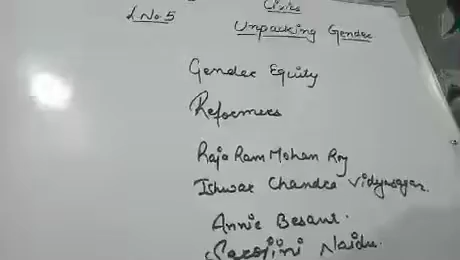 Civics
L No 5
Unpacking Gender
Gender Equity
Reformers
Raja Ram Mohan Roy
Ishwar Chandra Vidyasagar.
Annie Besant.
Sarojini Naidu.